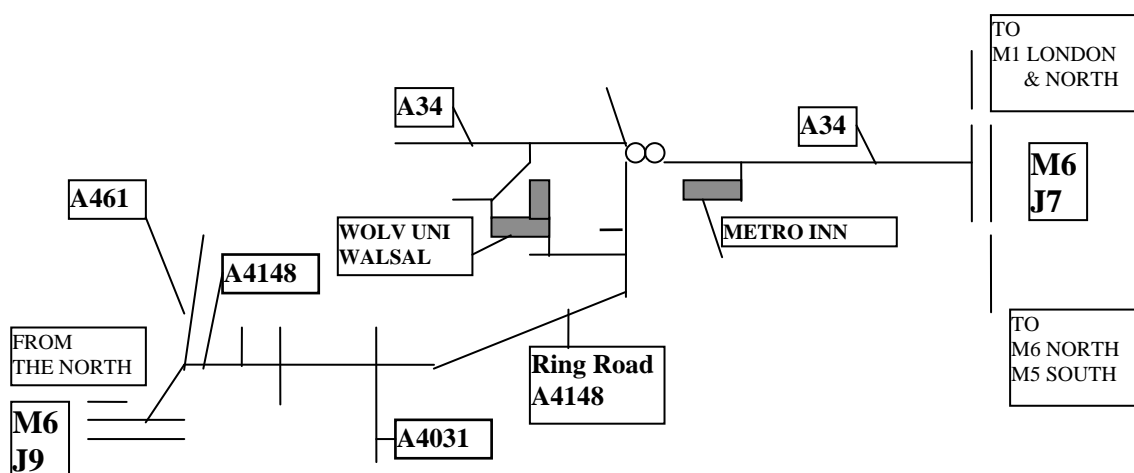 TO
M1 LONDON
& NORTH
A34
A34
M6
J7
A461
WOLV UNI
WALSAL
METRO INN
A4148
FROM
THE NORTH
Ring Road
A4148
TO
M6 NORTH
M5 SOUTH
M6
J9
A4031